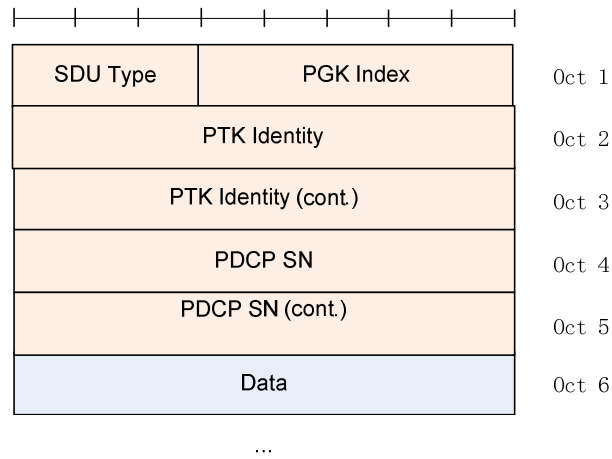 SDU Type PGK Index Oct 1
PTK Identity Oct 2
PTK Identity (cont.) Oct 3
PDCP SN Oct 4
PDCP SN (cont.) Oct 5
Data Oct 6
...